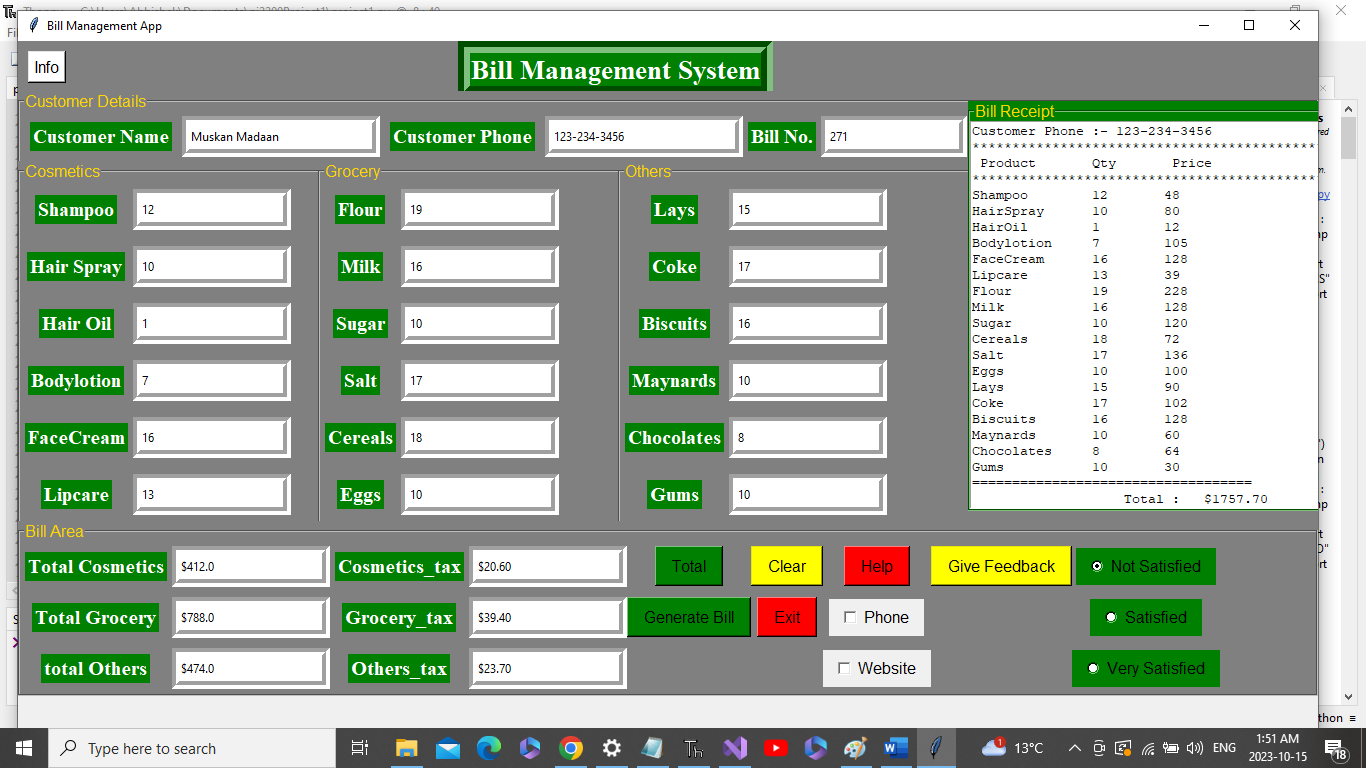 Bill Management App
Info
Bill Management System
Customer Details
Customer Name Muskan Madaan Customer Phone 123-234-3456 Bill No. 271
Cosmetics
Shampoo 12
Hair Spray 10
Hair Oil 1
Bodylotion 7
FaceCream 16
Lipcare 13
Grocery
Flour 19
Milk 16
Sugar 10
Salt 17
Cereals 18
Eggs 10
Others
Lays 15
Coke 17
Biscuits 16
Maynards 10
Chocolates 8
Gums 10
Bill Receipt
Customer Phone :- 123-234-3456
*******************************************
Product Qty Price
*******************************************
Shampoo 12 48
HairSpray 10 80
HairOil 1 12
Bodylotion 7 105
FaceCream 16 128
Lipcare 13 39
Flour 19 228
Milk 16 128
Sugar 10 120
Cereals 18 72
Salt 17 136
Eggs 10 100
Lays 15 90
Coke 17 102
Biscuits 16 128
Maynards 10 60
Chocolates 8 64
Gums 10 30
===================================
Total : $1757.70
Bill Area
Total Cosmetics $412.0 Cosmetics_tax $20.60 Total Clear Help Give Feedback Not Satisfied
Total Grocery $788.0 Grocery_tax $39.40 Generate Bill Exit Phone Satisfied
total Others $474.0 Others_tax $23.70 Website Very Satisfied
Type here to search
13°C
ENG
1:51 AM
2023-10-15
18